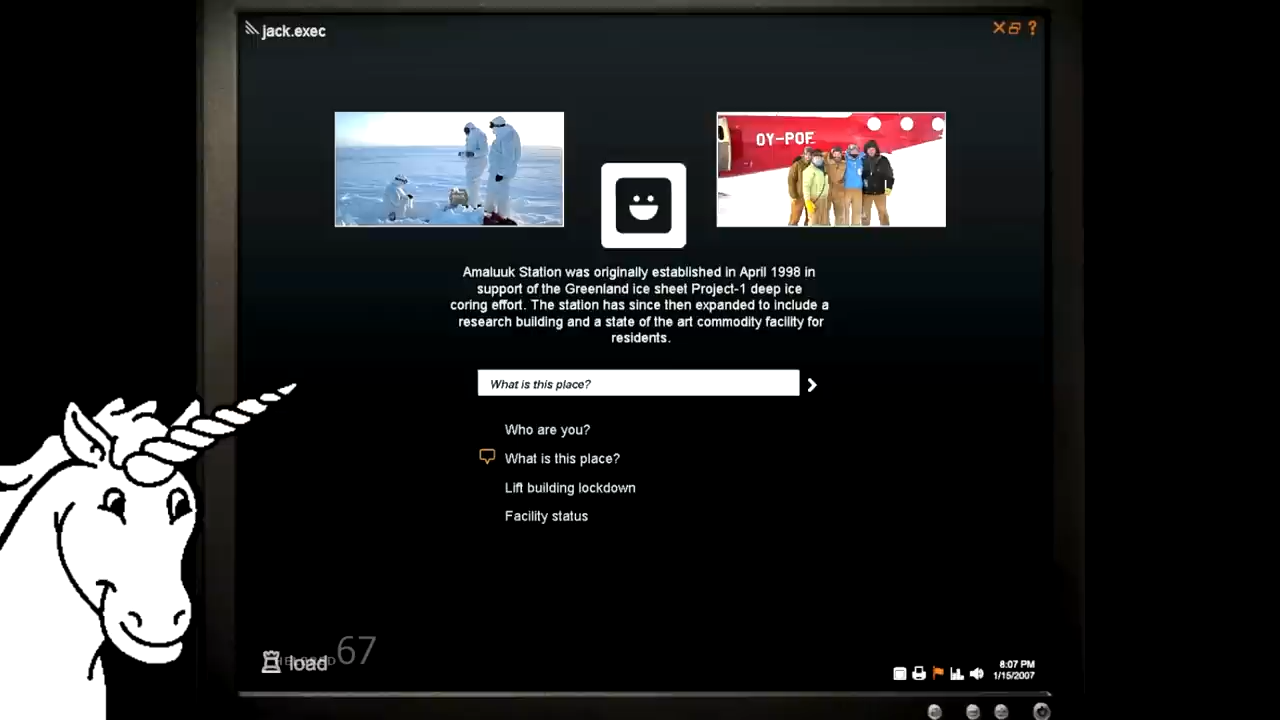 jack.exec
?
OY-POF
Amaluuk Station was originally established in April 1998 in
support of the Greenland ice sheet Project-1 deep ice
coring effort. The station has since then expanded to include a
research building and a state of the art commodity facility for
residents.
What is this place?
Who are you?
What is this place?
Lift building lockdown
Facility status
load
67
8:07 PM
1/15/2007